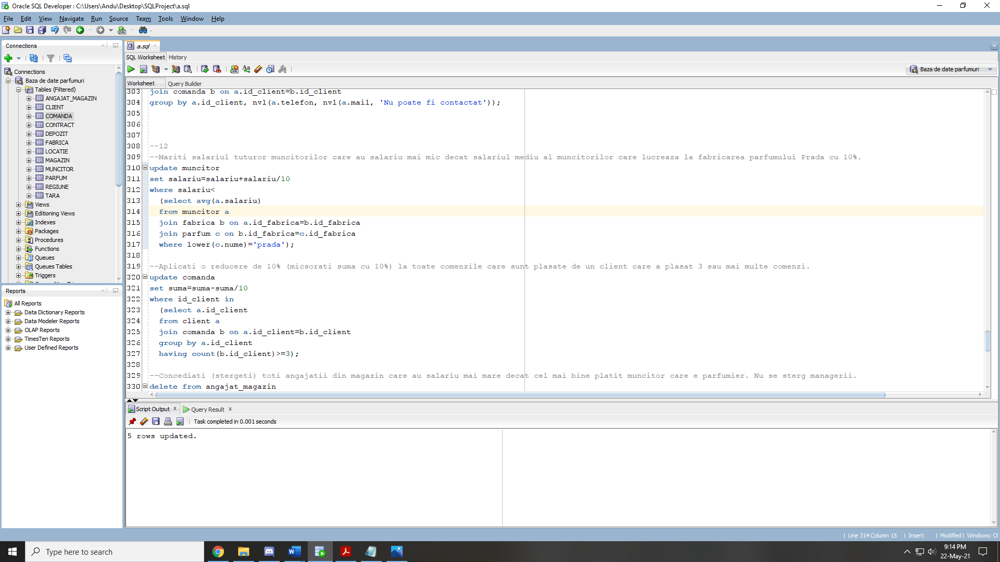 Oracle SQL Developer : C:\Users\Andu\Desktop\SQLProject\a.sql
File Edit View Navigate Run Source Team Tools Window Help
Connections
Connections
Baza de date parfumuri
Tables (Filtered)
ANGAJAT_MAGAZIN
CLIENT
COMANDA
CONTRACT
DEPOZIT
FABRICA
LOCATIE
MAGAZIN
MUNCITOR
PARFUM
REGIUNE
TARA
Views
Editioning Views
Indexes
Packages
Procedures
Functions
Queues
Queues Tables
Triggers
Reports
All Reports
Data Dictionary Reports
Data Modeler Reports
OLAP Reports
TimesTen Reports
User Defined Reports
a.sql
SQL Worksheet History
Baza de date parfumuri
Worksheet Query Builder
303 join comanda b on a.id_client=b.id_client
304 group by a.id_client, nvl(a.telefon, nvl(a.mail, 'Nu poate fi contactat'));
305
306
307
308 --12
309 --Mariti salariul tuturor muncitorilor care au salariu mai mic decat salariul mediu al muncitorilor care lucreaza la fabricarea parfumului Prada cu 10%.
310 update muncitor
311 set salariu=salariu+salariu/10
312 where salariu<
313 (select avg(a.salariu)
314 from muncitor a
315 join fabrica b on a.id_fabrica=b.id_fabrica
316 join parfum c on b.id_fabrica=c.id_fabrica
317 where lower(c.nume)='prada');
318
319 --Aplicati o reducere de 10% (micsorati suma cu 10%) la toate comenzile care sunt plasate de un client care a plasat 3 sau mai multe comenzi.
320 update comanda
321 set suma=suma-suma/10
322 where id_client in
323 (select a.id_client
324 from client a
325 join comanda b on a.id_client=b.id_client
326 group by a.id_client
327 having count(b.id_client)>=3);
328
329 --Concediati (stergeti) toti angajatii din magazin care au salariu mai mare decat cel mai bine platit muncitor care e parfumier. Nu se sterg managerii.
330 delete from angajat_magazin
Script Output Query Result
Task completed in 0.001 seconds
5 rows updated.
Line 314 Column 15 Insert Modified Windows:
Type here to search
9:14 PM
22-May-21